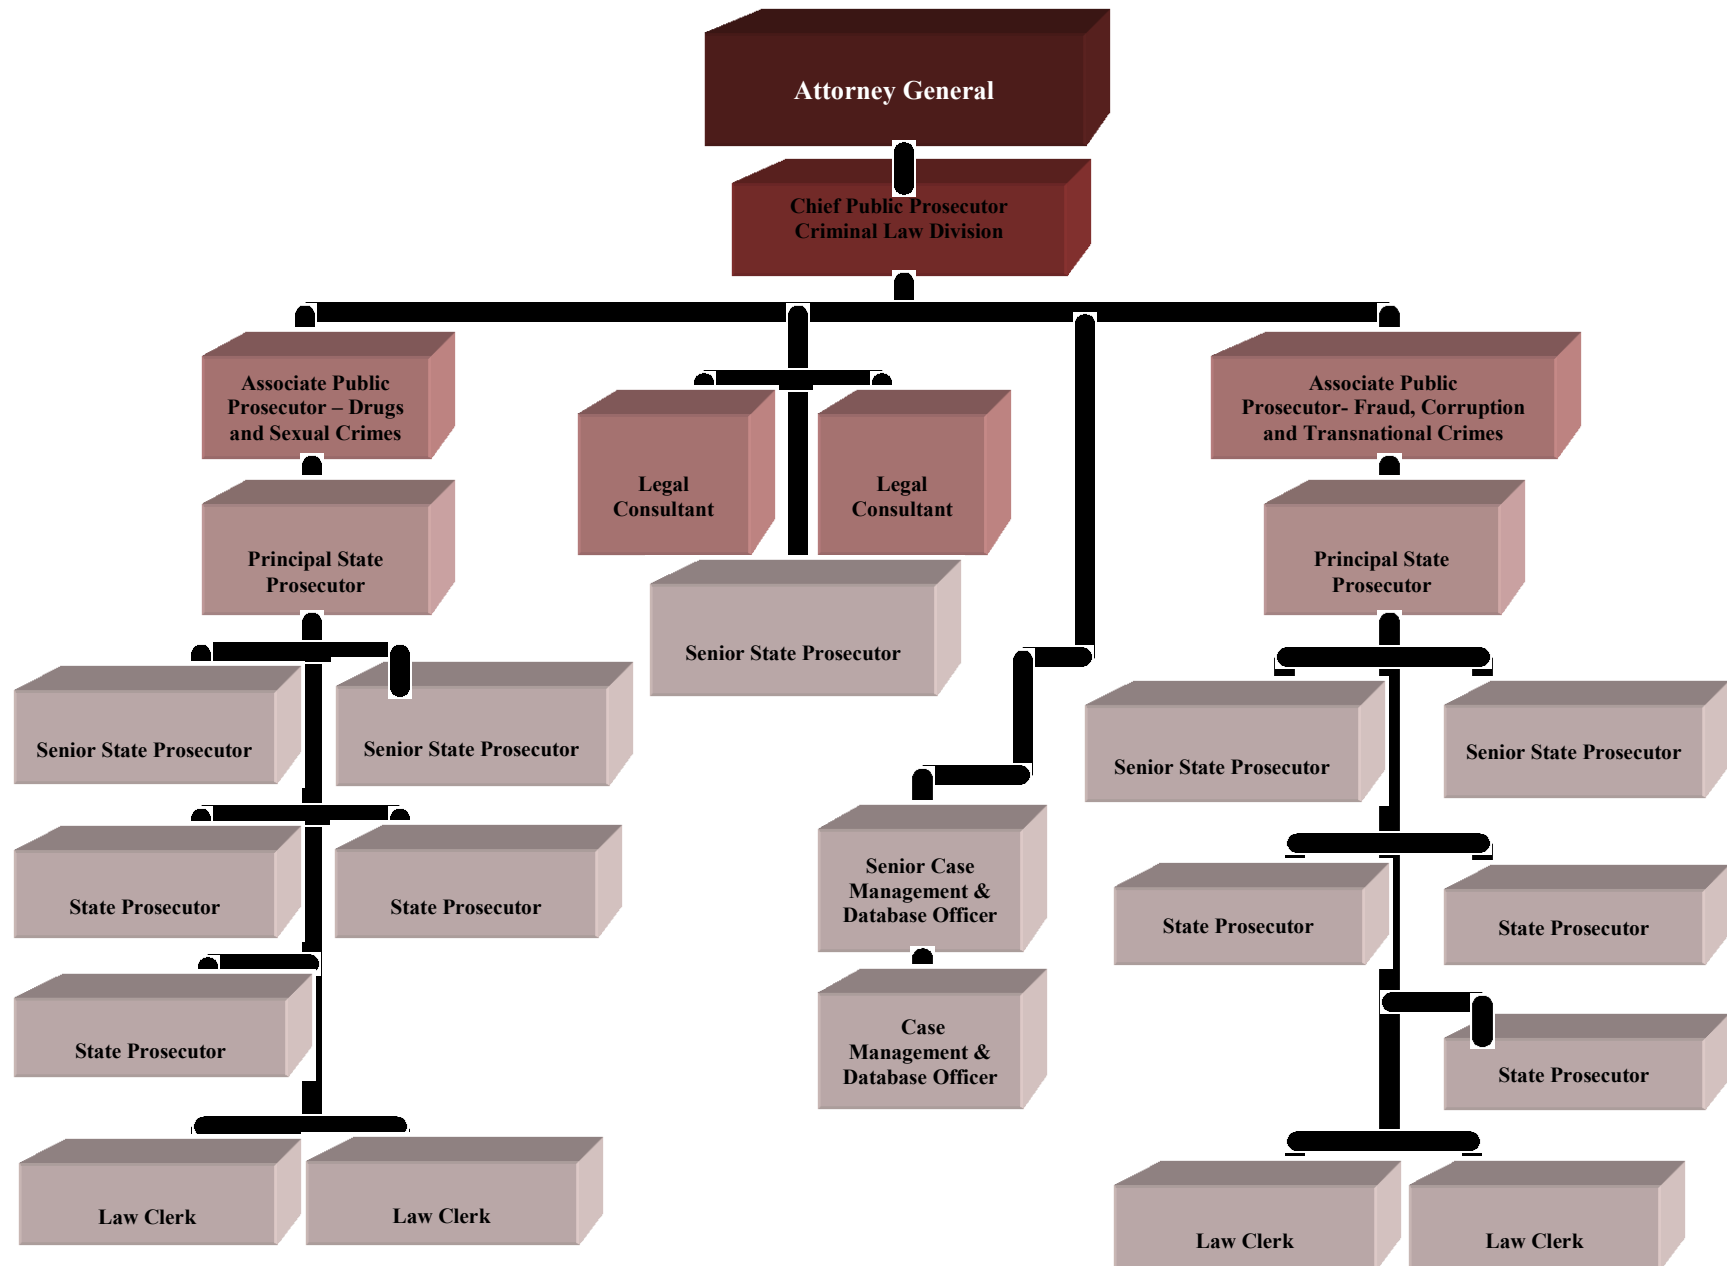 Attorney General
Chief Public Prosecutor
Criminal Law Division
Associate Public
Prosecutor – Drugs
and Sexual Crimes
Legal
Consultant
Legal
Consultant
Associate Public
Prosecutor- Fraud, Corruption
and Transnational Crimes
Principal State
Prosecutor
Senior State Prosecutor
Principal State
Prosecutor
Senior State Prosecutor
Senior State Prosecutor
Senior State Prosecutor
Senior State Prosecutor
State Prosecutor
State Prosecutor
Senior Case
Management &
Database Officer
State Prosecutor
State Prosecutor
State Prosecutor
Case
Management &
Database Officer
State Prosecutor
Law Clerk
Law Clerk
Law Clerk
Law Clerk